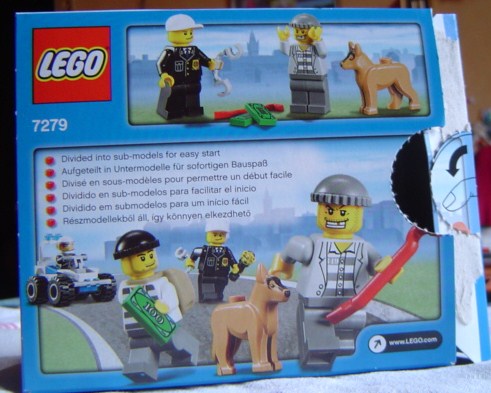 LEGO
7279
Divided into sub-models for easy start
Aufgeteilt in Untermodelle für sofortigen Bauspaß
Divisé en sous-modèles pour permettre un début facile
Dividido en sub-modelos para facilitar el inicio
Dividido em submodelos para um início fácil
Részmodellekből áll, így könnyen elkezdhető
100
www.LEGO.com